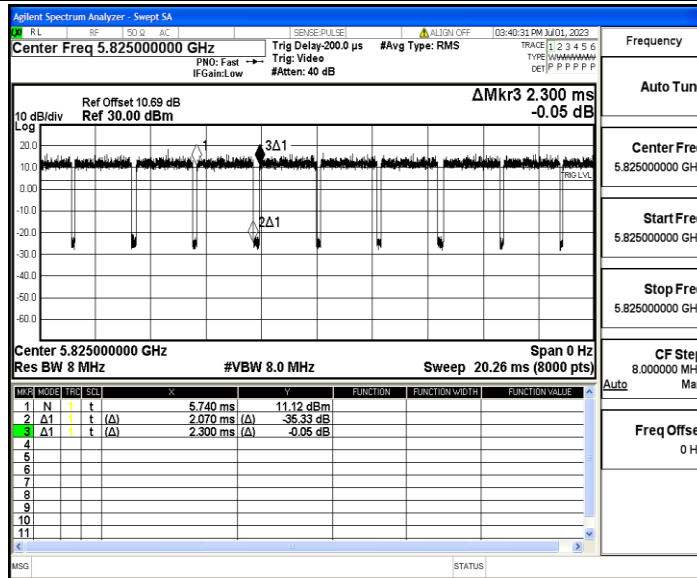 Agilent Spectrum Analyzer - Swept SA
RL RF 50 Ω AC SENSE:PULSE ALIGN OFF 03:40:31 PM Jul 01, 2023
Center Freq 5.825000000 GHz
PNO: Fast
IFGain:Low
Trig Delay-200.0 µs
Trig: Video
#Atten: 40 dB
#Avg Type: RMS
TRACE 1 2 3 4 5 6
TYPE
DET P P P P P P
Ref Offset 10.69 dB
10 dB/div Ref 30.00 dBm
Log
ΔMkr3 2.300 ms
-0.05 dB
20.0
10.0
0.00
-10.0
-20.0
-30.0
-40.0
-50.0
-60.0
1
3Δ1
2Δ1
TRIG LVL
Center 5.825000000 GHz Span 0 Hz
Res BW 8 MHz #VBW 8.0 MHz Sweep 20.26 ms (8000 pts)
MKR MODE TRC SCL X Y FUNCTION FUNCTION WIDTH FUNCTION VALUE
1 N 1 t 5.740 ms 11.12 dBm
2 Δ1 1 t (Δ) 2.070 ms (Δ) -35.33 dB
3 Δ1 1 t (Δ) 2.300 ms (Δ) -0.05 dB
4
5
6
7
8
9
10
11
MSG STATUS
Frequency
Auto Tun
Center Fre
5.825000000 GH
Start Fre
5.825000000 GH
Stop Fre
5.825000000 GH
CF Step
8.000000 MH
Auto Ma
Freq Offse
0 H